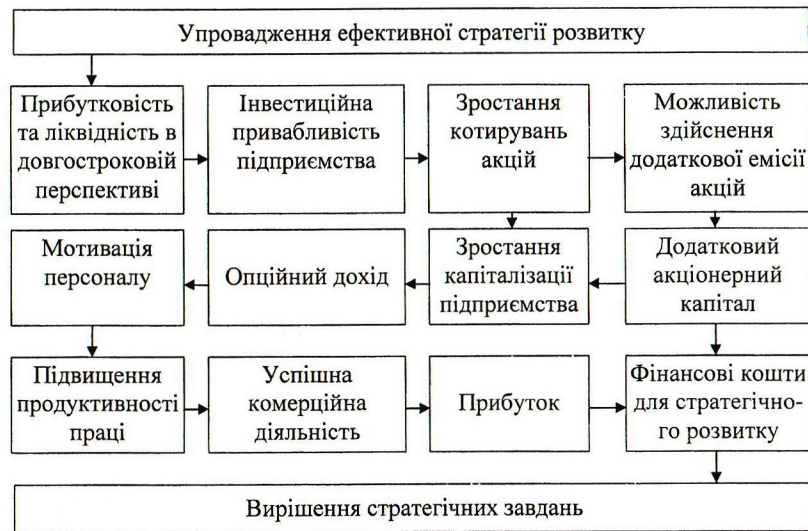 Упровадження ефективної стратегії розвитку
Прибутковість
та ліквідність в
довгостроковій
перспективі
Інвестиційна
привабливість
підприємства
Зростання
котирувань
акцій
Можливість
здійснення
додаткової емісії
акцій
Мотивація
персоналу
Опційний дохід
Зростання
капіталізації
підприємства
Додатковий
акціонерний
капітал
Підвищення
продуктивності
праці
Успішна
комерційна
діяльність
Прибуток
Фінансові кошти
для стратегічно-
го розвитку
Вирішення стратегічних завдань